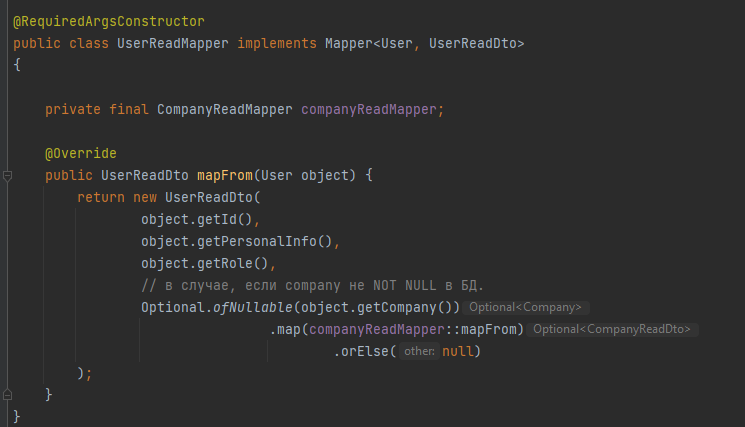 @RequiredArgsConstructor
public class UserReadMapper implements Mapper<User, UserReadDto>
{
private final CompanyReadMapper companyReadMapper;
@Override
public UserReadDto mapFrom(User object) {
return new UserReadDto(
object.getId(),
object.getPersonalInfo(),
object.getRole(),
// в случае, если company не NOT NULL в БД.
Optional.ofNullable(object.getCompany()) Optional<Company>
.map(companyReadMapper::mapFrom) Optional<CompanyReadDto>
.orElse( other: null)
);
}
}